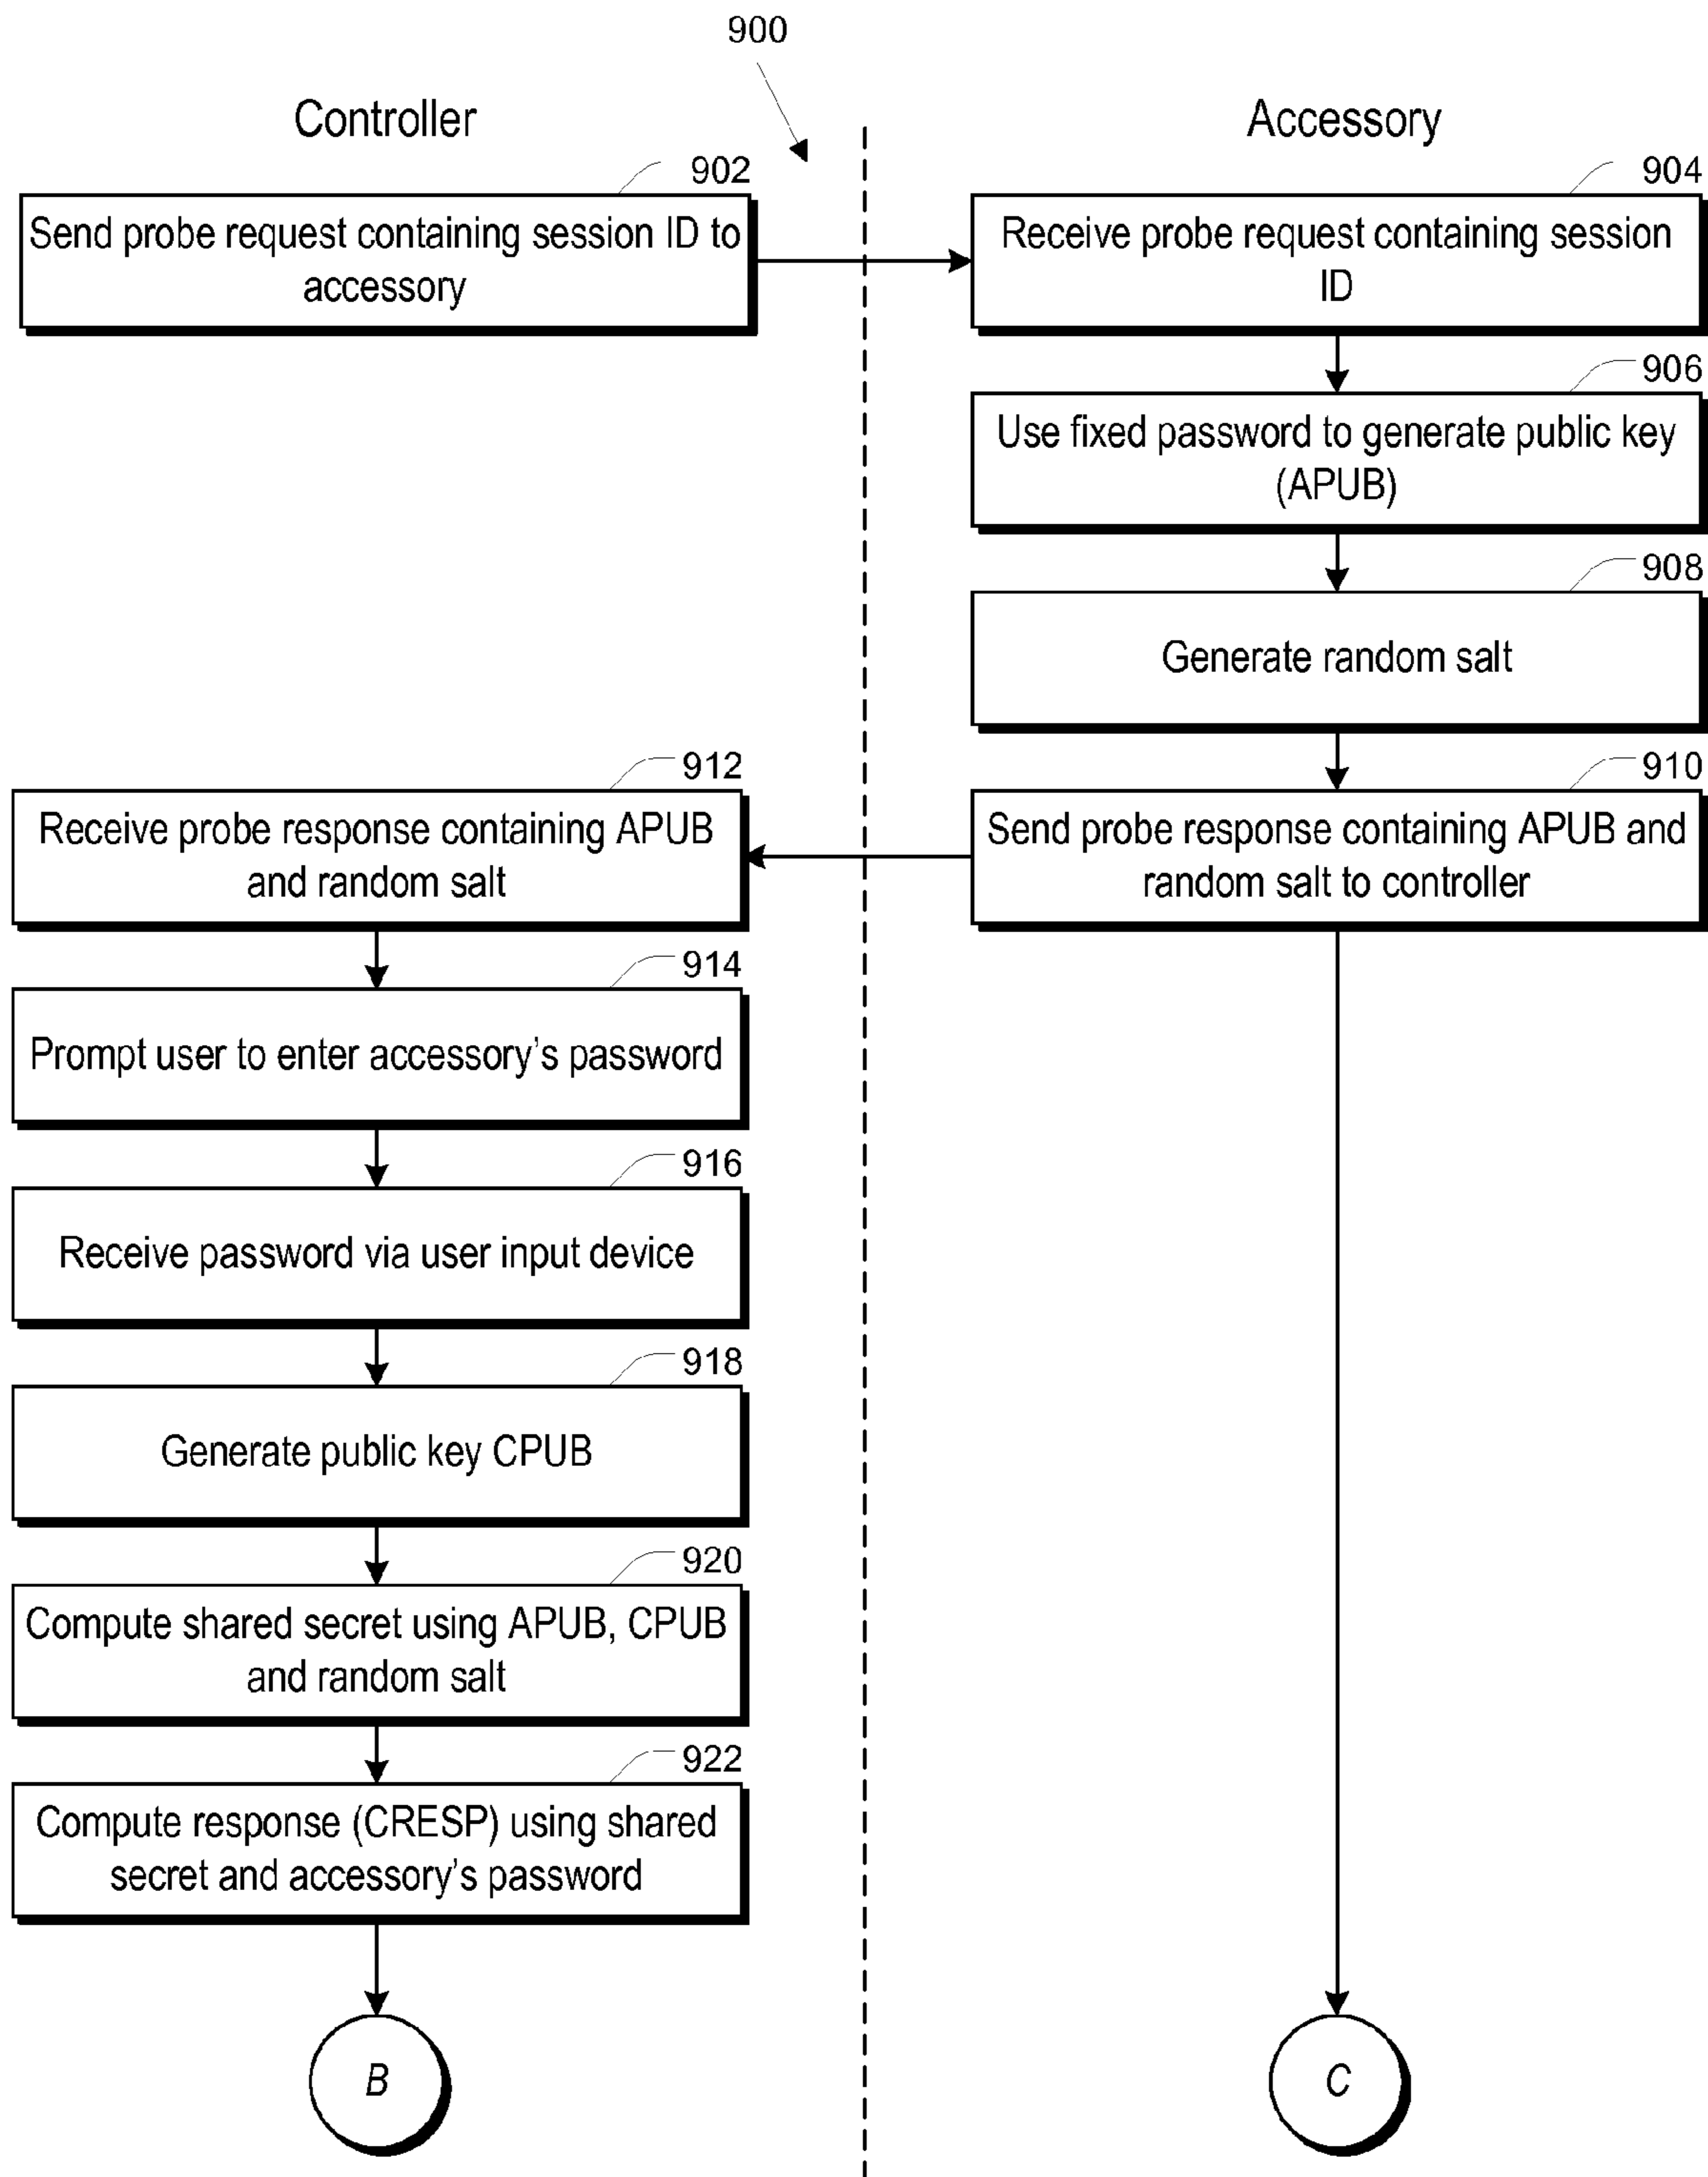 900
Controller
Accessory
902
904
Send probe request containing session ID to
accessory
Receive probe request containing session
ID
906
Use fixed password to generate public key
(APUB)
908
Generate random salt
912
910
Receive probe response containing APUB
and random salt
Send probe response containing APUB and
random salt to controller
914
Prompt user to enter accessory's password
916
Receive password via user input device
918
Generate public key CPUB
920
Compute shared secret using APUB, CPUB
and random salt
922
Compute response (CRESP) using shared
secret and accessory's password
B
C